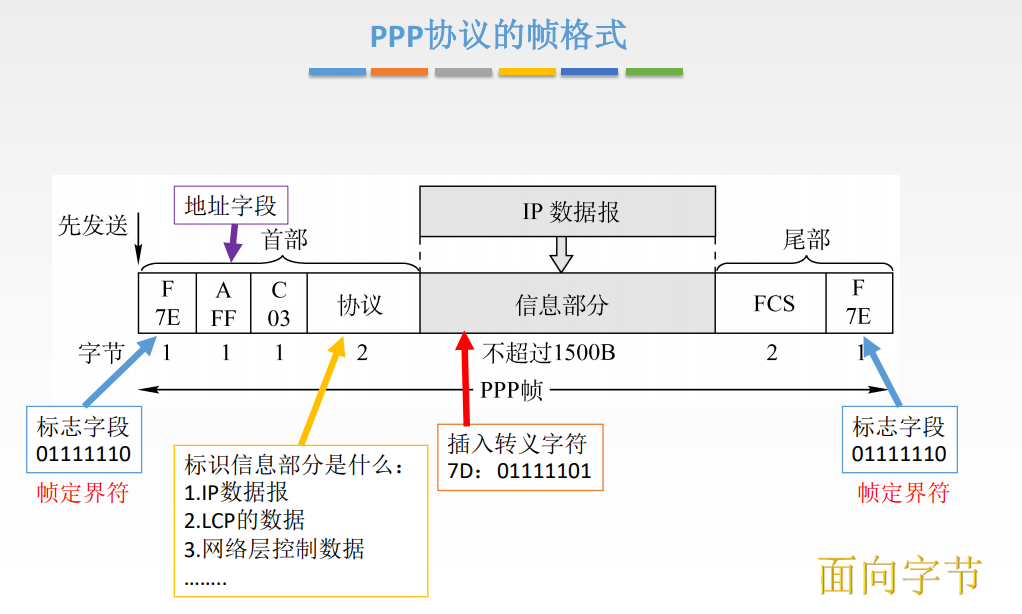 PPP协议的帧格式
地址字段
IP 数据报
先发送
首部
尾部
F
7E
A
FF
C
03
协议
信息部分
FCS
F
7E
字节
1
1
1
2
不超过1500B
2
1
PPP帧
标志字段
01111110
帧定界符
标识信息部分是什么：
1.IP数据报
2.LCP的数据
3.网络层控制数据
……..
插入转义字符
7D：01111101
标志字段
01111110
帧定界符
面向字节